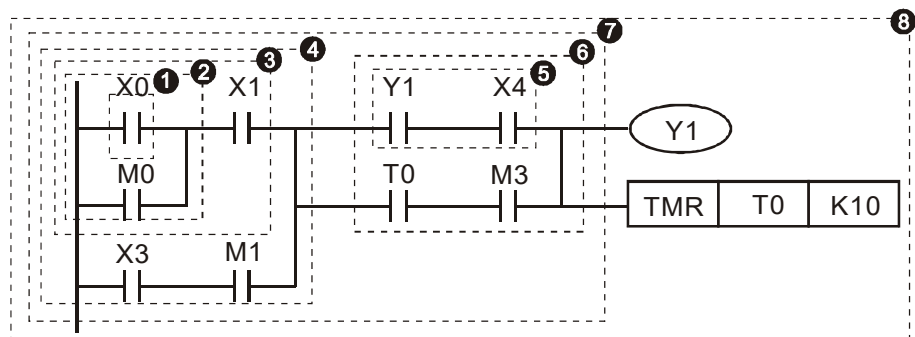 8
7
4 6
3
1 2 5
X0 X1 Y1 X4
Y1
M0 T0 M3
TMR T0 K10
X3 M1